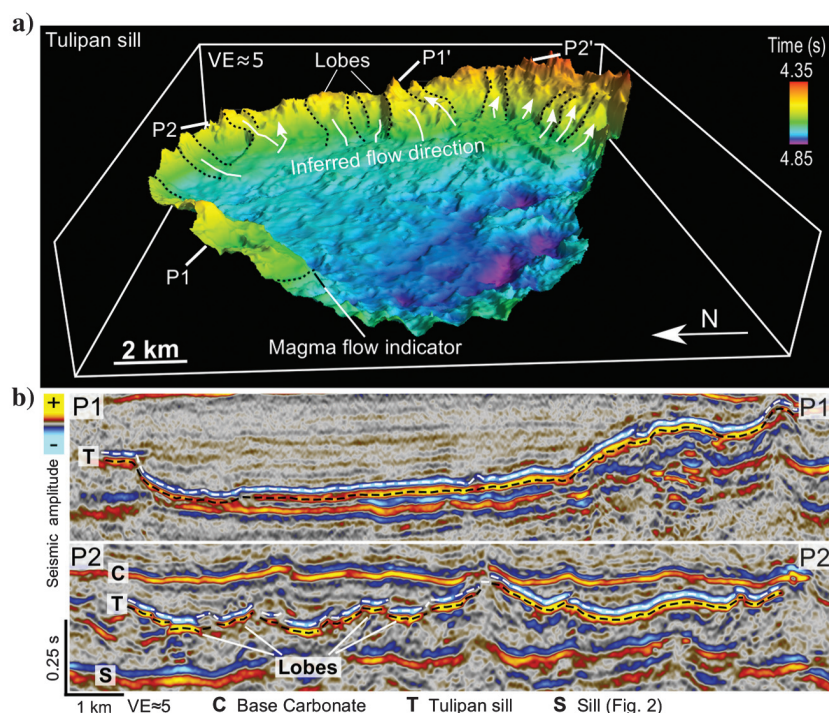 a)
Tulipan sill
VE≈5
Lobes
P1'
P2'
Time (s)
4.35
4.85
P2
Inferred flow direction
P1
2 km
Magma flow indicator
N
b)
+
-
Seismic amplitude
P1
P1
T
P2
P2
C
T
Lobes
S
0.25 s
1 km VE≈5 C Base Carbonate T Tulipan sill S Sill (Fig. 2)